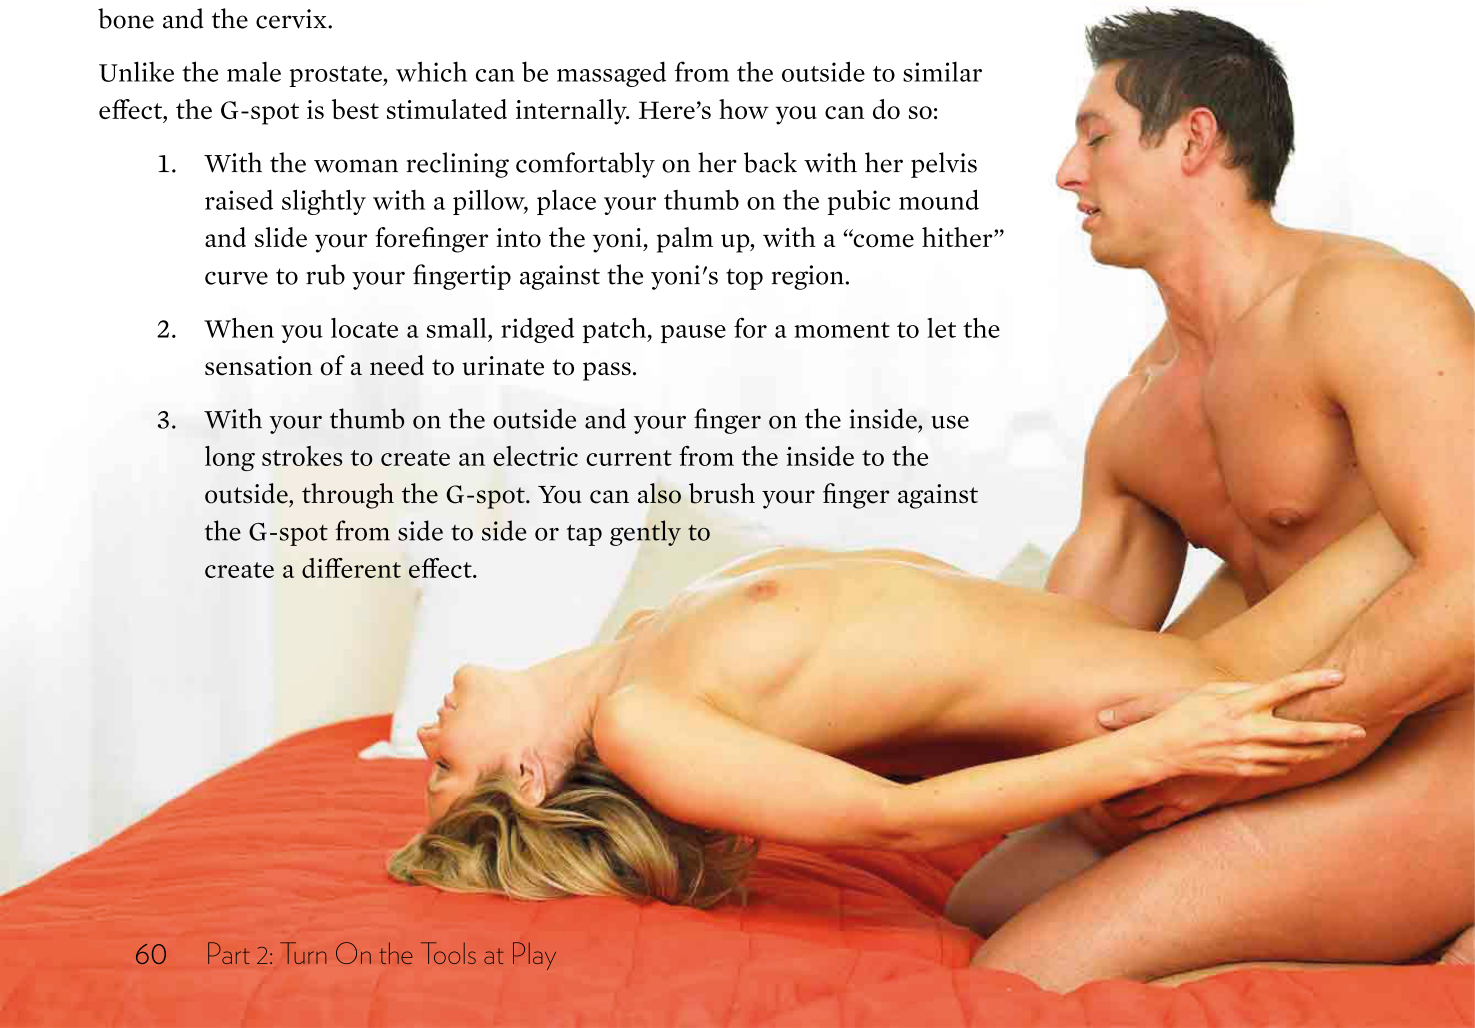 bone and the cervix.
Unlike the male prostate, which can be massaged from the outside to similar
effect, the G-spot is best stimulated internally. Here’s how you can do so:
1. With the woman reclining comfortably on her back with her pelvis
raised slightly with a pillow, place your thumb on the pubic mound
and slide your forefinger into the yoni, palm up, with a “come hither”
curve to rub your fingertip against the yoni's top region.
2. When you locate a small, ridged patch, pause for a moment to let the
sensation of a need to urinate to pass.
3. With your thumb on the outside and your finger on the inside, use
long strokes to create an electric current from the inside to the
outside, through the G-spot. You can also brush your finger against
the G-spot from side to side or tap gently to
create a different effect.
60 Part 2: Turn On the Tools at Play